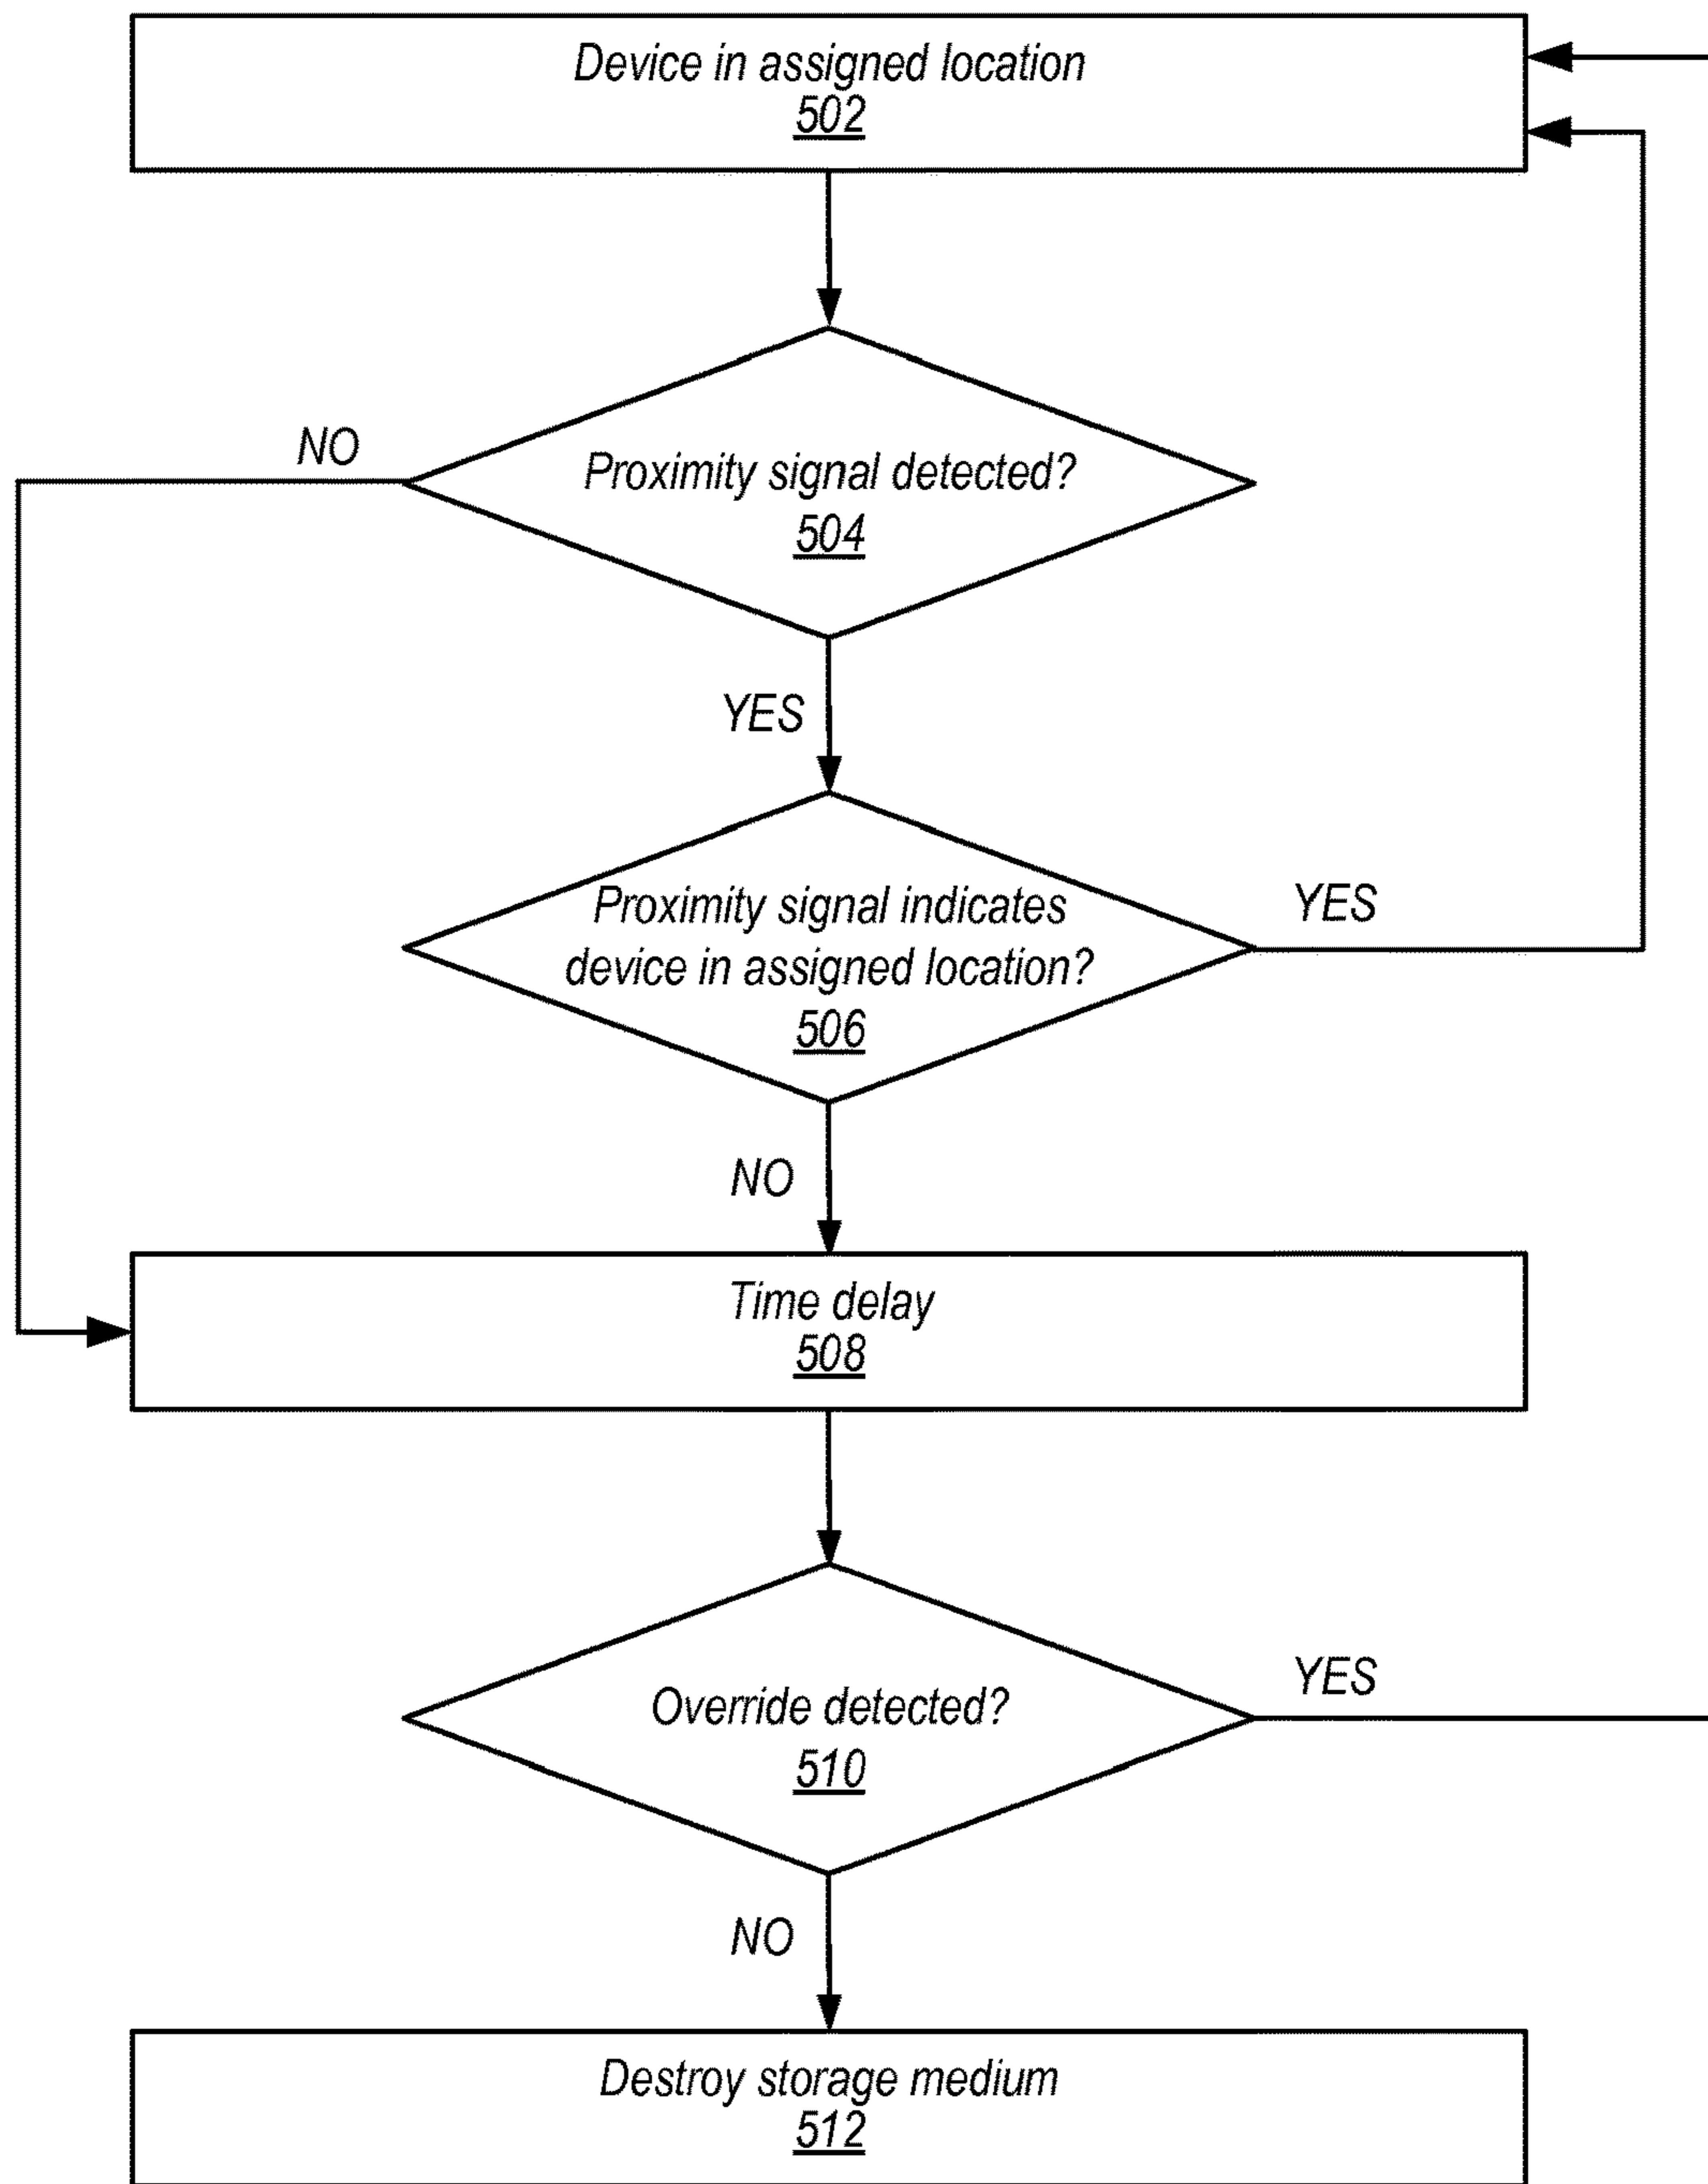 Device in assigned location
502
NO
Proximity signal detected?
504
YES
Proximity signal indicates
device in assigned location?
506
YES
NO
Time delay
508
Override detected?
510
YES
NO
Destroy storage medium
512